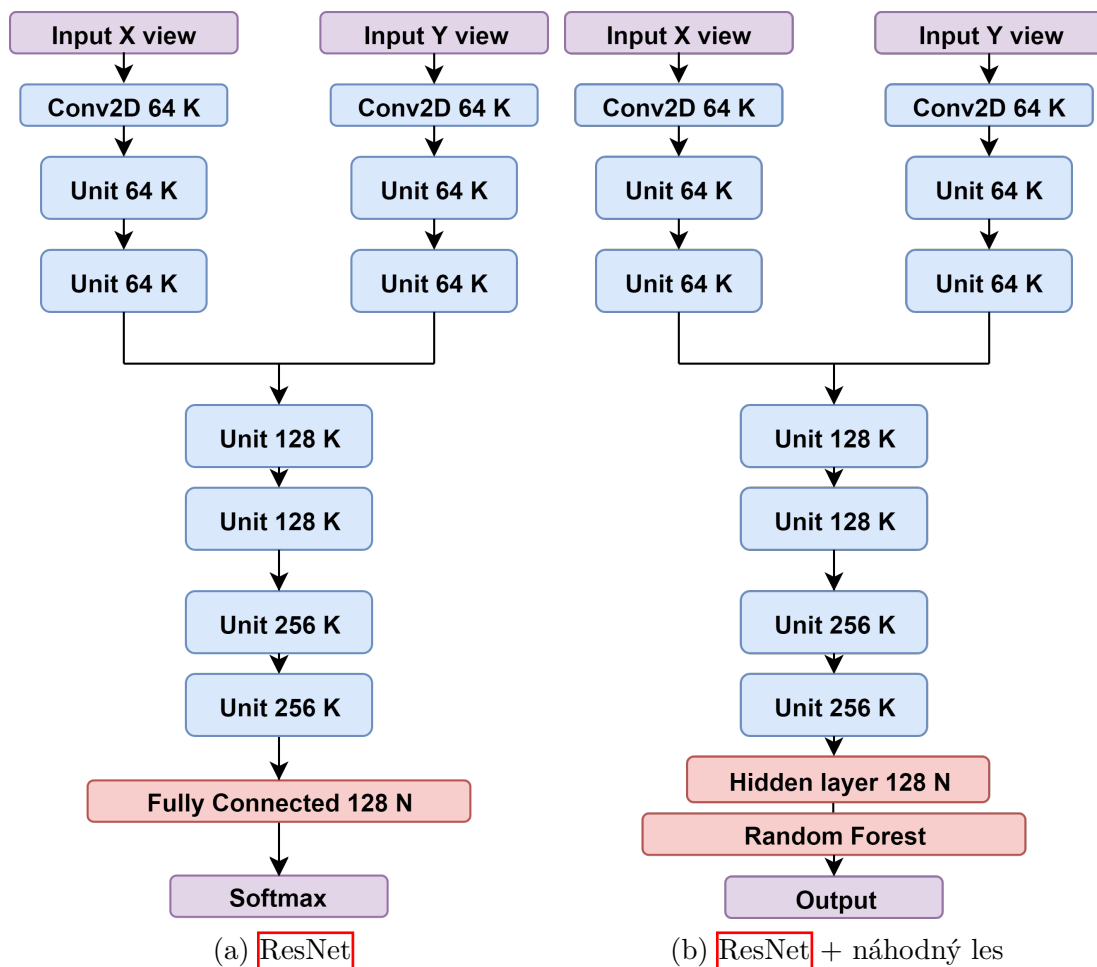 Input X view
Input Y view
Conv2D 64 K
Conv2D 64 K
Unit 64 K
Unit 64 K
Unit 64 K
Unit 64 K
Unit 128 K
Unit 128 K
Unit 256 K
Unit 256 K
Fully Connected 128 N
Softmax
(a) ResNet
Input X view
Input Y view
Conv2D 64 K
Conv2D 64 K
Unit 64 K
Unit 64 K
Unit 64 K
Unit 64 K
Unit 128 K
Unit 128 K
Unit 256 K
Unit 256 K
Hidden layer 128 N
Random Forest
Output
(b) ResNet + náhodný les